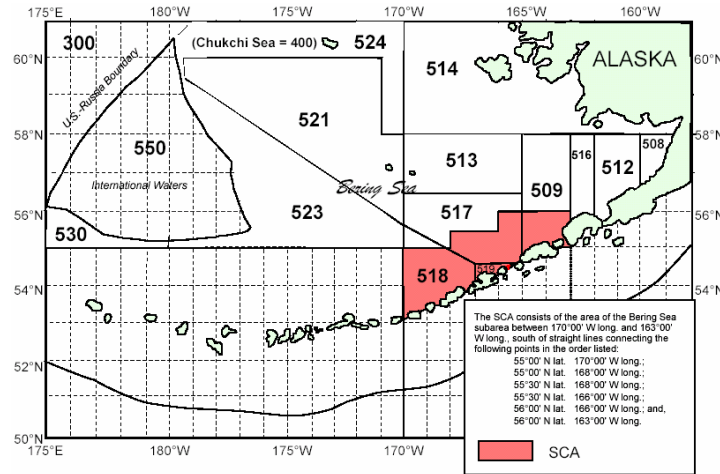 175°E 180°W 175°W 170°W 165°W 160°W
60°N 300 (Chukchi Sea = 400) 524 60°N
ALASKA
514
U.S.-Russia Boundary
521
58°N 58°N
508
550 513 516 512
International Waters
Bering Sea 509
523 517
56°N 56°N
530
518 519
54°N 54°N
The SCA consists of the area of the Bering Sea
subarea between 170°00' W long. and 163°00'
W long., south of straight lines connecting the
following points in the order listed:
55°00' N lat. 170°00' W long.;
55°00' N lat. 168°00' W long.;
55°30' N lat. 168°00' W long.;
55°30' N lat. 166°00' W long.;
56°00' N lat. 166°00' W long.; and,
56°00' N lat. 163°00' W long.
SCA
52°N
50°N
175°E 180°W 175°W 170°W